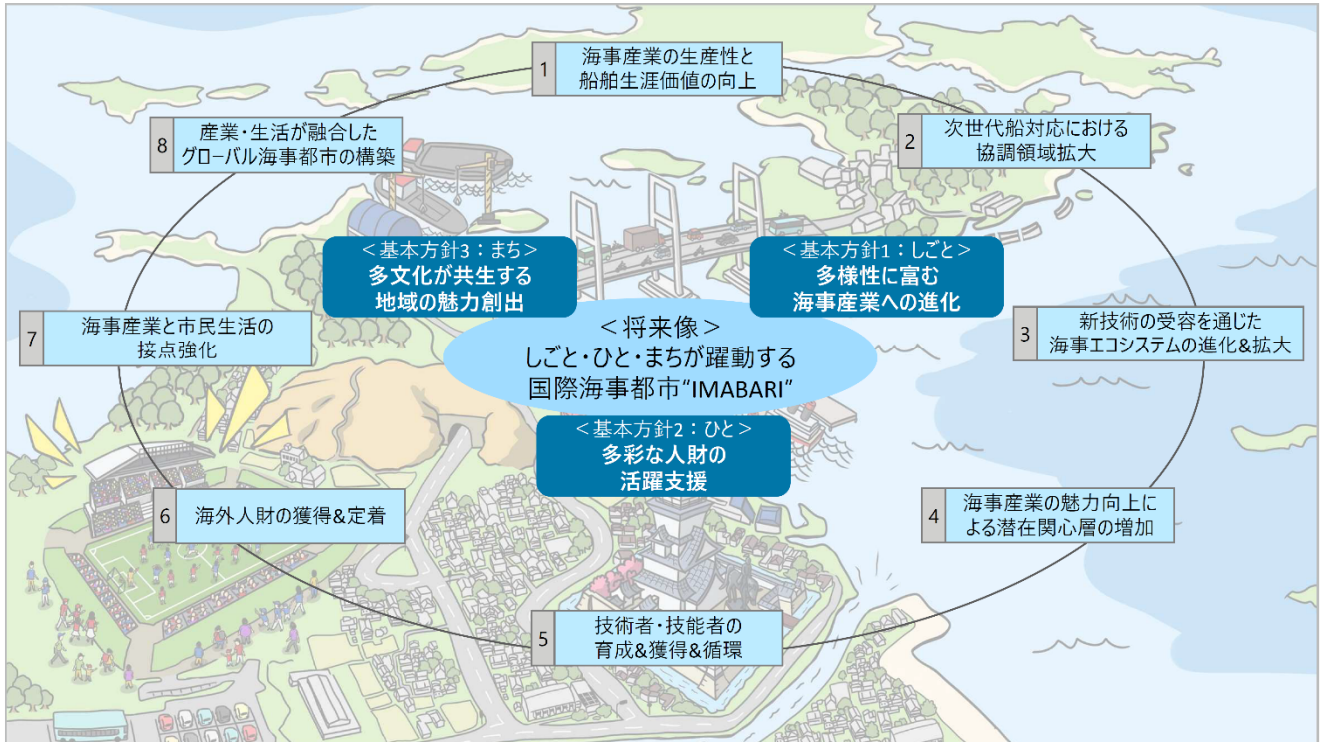 1
海事産業の生産性と
船舶生涯価値の向上
2
次世代船対応における
協調領域拡大
3
新技術の受容を通じた
海事エコシステムの進化&拡大
4
海事産業の魅力向上に
よる潜在関心層の増加
5
技術者・技能者の
育成&獲得&循環
6
海外人財の獲得&定着
7
海事産業と市民生活の
接点強化
8
産業・生活が融合した
グローバル海事都市の構築
＜基本方針3：まち＞
多文化が共生する
地域の魅力創出
＜基本方針1：しごと＞
多様性に富む
海事産業への進化
＜将来像＞
しごと・ひと・まちが躍動する
国際海事都市“IMABARI”
＜基本方針2：ひと＞
多彩な人財の
活躍支援